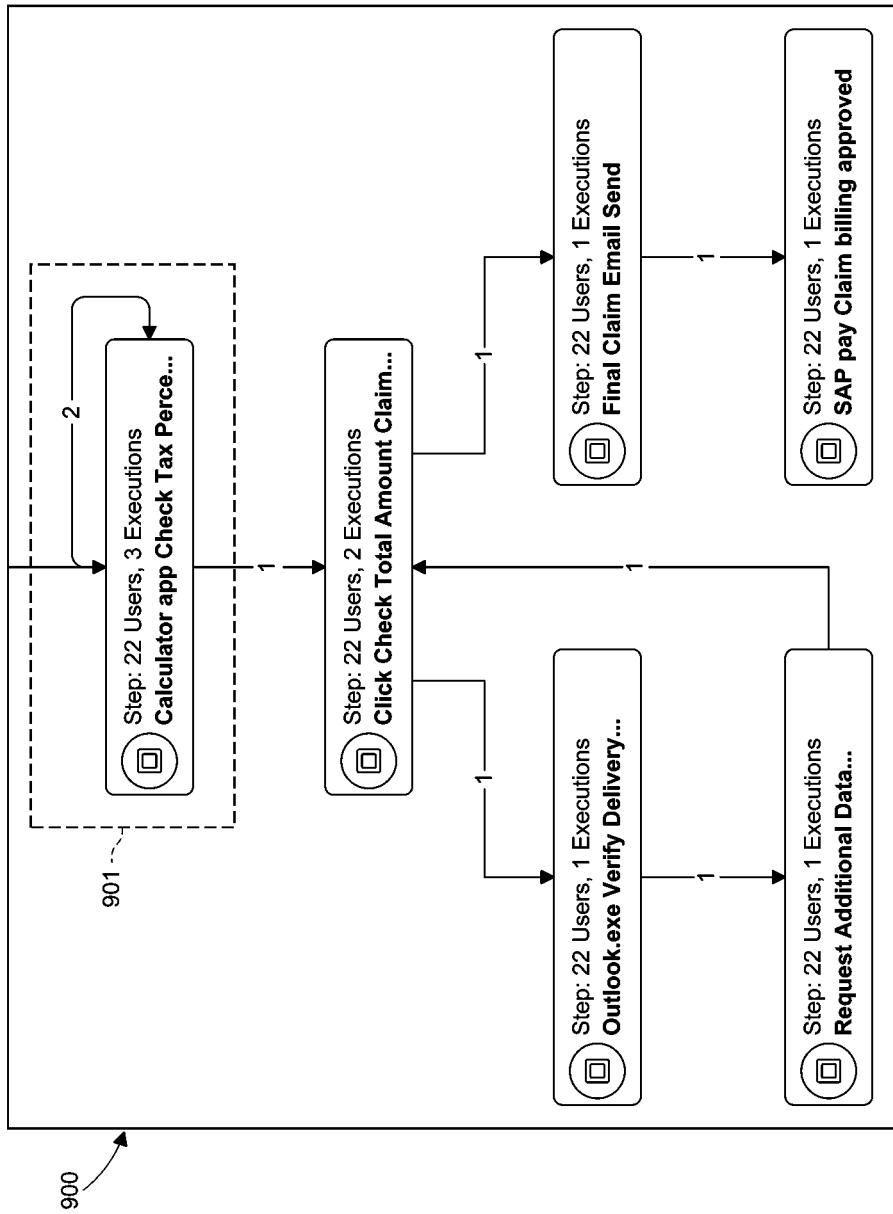 900
901
2
Step: 22 Users, 3 Executions
Calculator app Check Tax Perce...
1
Step: 22 Users, 2 Executions
Click Check Total Amount Claim...
1
1
1
Step: 22 Users, 1 Executions
Outlook.exe Verify Delivery...
Step: 22 Users, 1 Executions
Final Claim Email Send
1
1
Step: 22 Users, 1 Executions
Request Additional Data...
Step: 22 Users, 1 Executions
SAP pay Claim billing approved